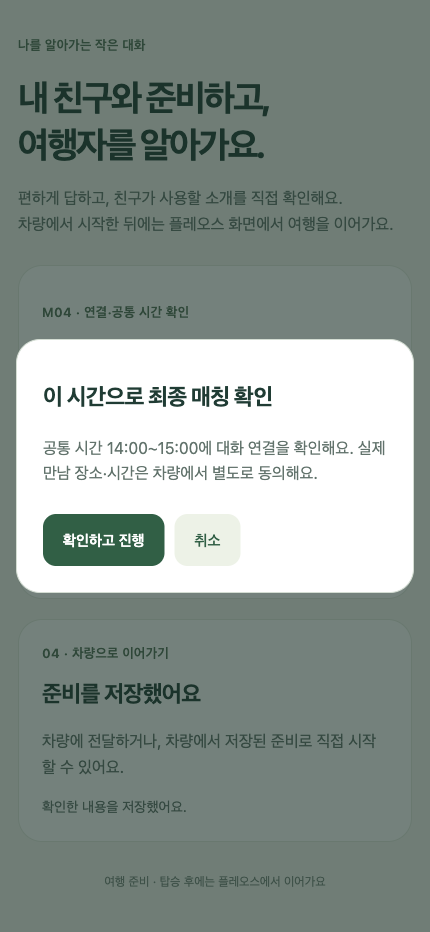 나를 알아가는 작은 대화
내 친구와 준비하고,
여행자를 알아가요.
편하게 답하고, 친구가 사용할 소개를 직접 확인해요.
차량에서 시작한 뒤에는 플레오스 화면에서 여행을 이어가요.
M04 · 연결·공통 시간 확인
이 시간으로 최종 매칭 확인
공통 시간 14:00~15:00에 대화 연결을 확인해요. 실제
만남 장소·시간은 차량에서 별도로 동의해요.
확인하고 진행
취소
04 · 차량으로 이어가기
준비를 저장했어요
차량에 전달하거나, 차량에서 저장된 준비로 직접 시작
할 수 있어요.
확인한 내용을 저장했어요.
여행 준비 · 탑승 후에는 플레오스에서 이어가요